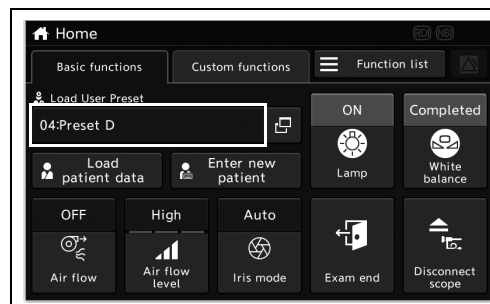 Home
RDI NBI
Basic functions
Custom functions
Function list
Load User Preset
04:Preset D
ON
Completed
Load
patient data
Enter new
patient
Lamp
White
balance
OFF
High
Auto
Air flow
Air flow
level
Iris mode
Exam end
Disconnect
scope